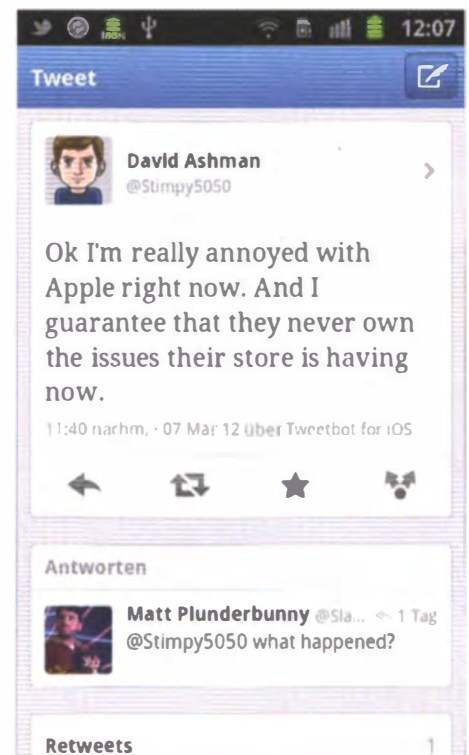 12:07
Tweet
David Ashman
@Stimpy5050
Ok I'm really annoyed with
Apple right now. And I
guarantee that they never own
the issues their store is having
now.
11:40 nachm. · 07 Mar 12 über Tweetbot for iOS
Antworten
Matt Plunderbunny @Sla... 1 Tag
@Stimpy5050 what happened?
Retweets 1